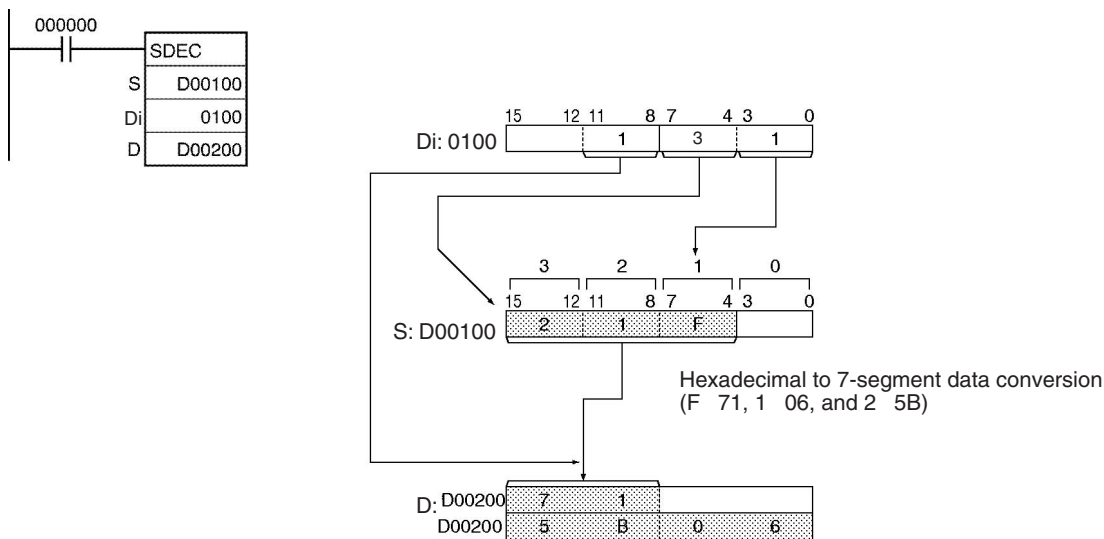 000000
SDEC
S D00100
Di 0100
D D00200
15 12 11 8 7 4 3 0
Di: 0100 1 3 1
3 2 1 0
15 12 11 8 7 4 3 0
S: D00100 2 1 F
Hexadecimal to 7-segment data conversion
(F 71, 1 06, and 2 5B)
D: D00200 7 1
D00200 5 B 0 6